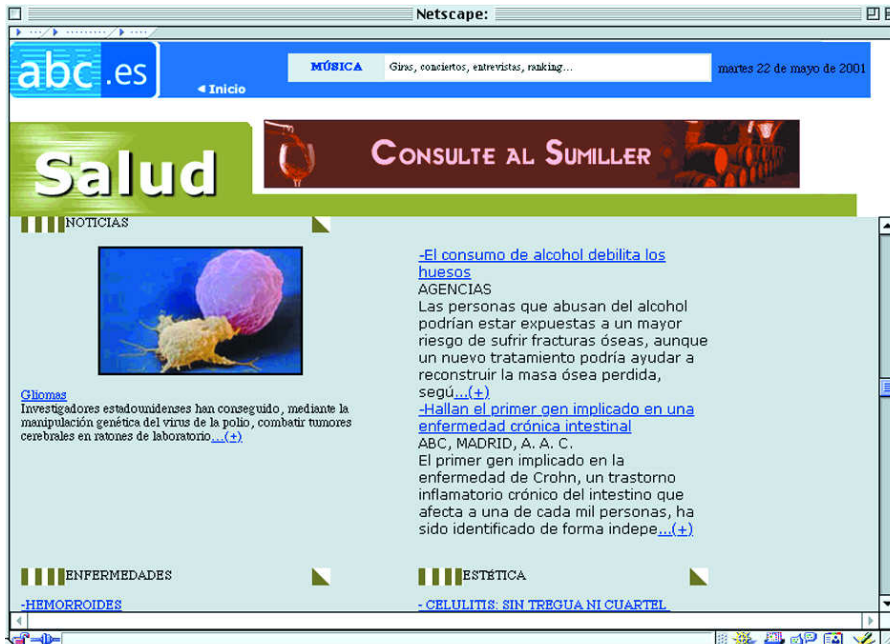 Netscape:
abc.es
Inicio
MÚSICA
Giras, conciertos, entrevistas, ranking...
martes 22 de mayo de 2001
Salud
CONSULTE AL SUMILLER
NOTICIAS
Gliomas
Investigadores estadounidenses han conseguido, mediante la
manipulación genética del virus de la polio, combatir tumores
cerebrales en ratones de laboratorio...(+)
-El consumo de alcohol debilita los
huesos
AGENCIAS
Las personas que abusan del alcohol
podrían estar expuestas a un mayor
riesgo de sufrir fracturas óseas, aunque
un nuevo tratamiento podría ayudar a
reconstruir la masa ósea perdida,
segú...(+)
-Hallan el primer gen implicado en una
enfermedad crónica intestinal
ABC, MADRID, A. A. C.
El primer gen implicado en la
enfermedad de Crohn, un trastorno
inflamatorio crónico del intestino que
afecta a una de cada mil personas, ha
sido identificado de forma indepe...(+)
ENFERMEDADES
-HEMORROIDES
ESTÉTICA
- CELULITIS: SIN TREGUA NI CUARTEL